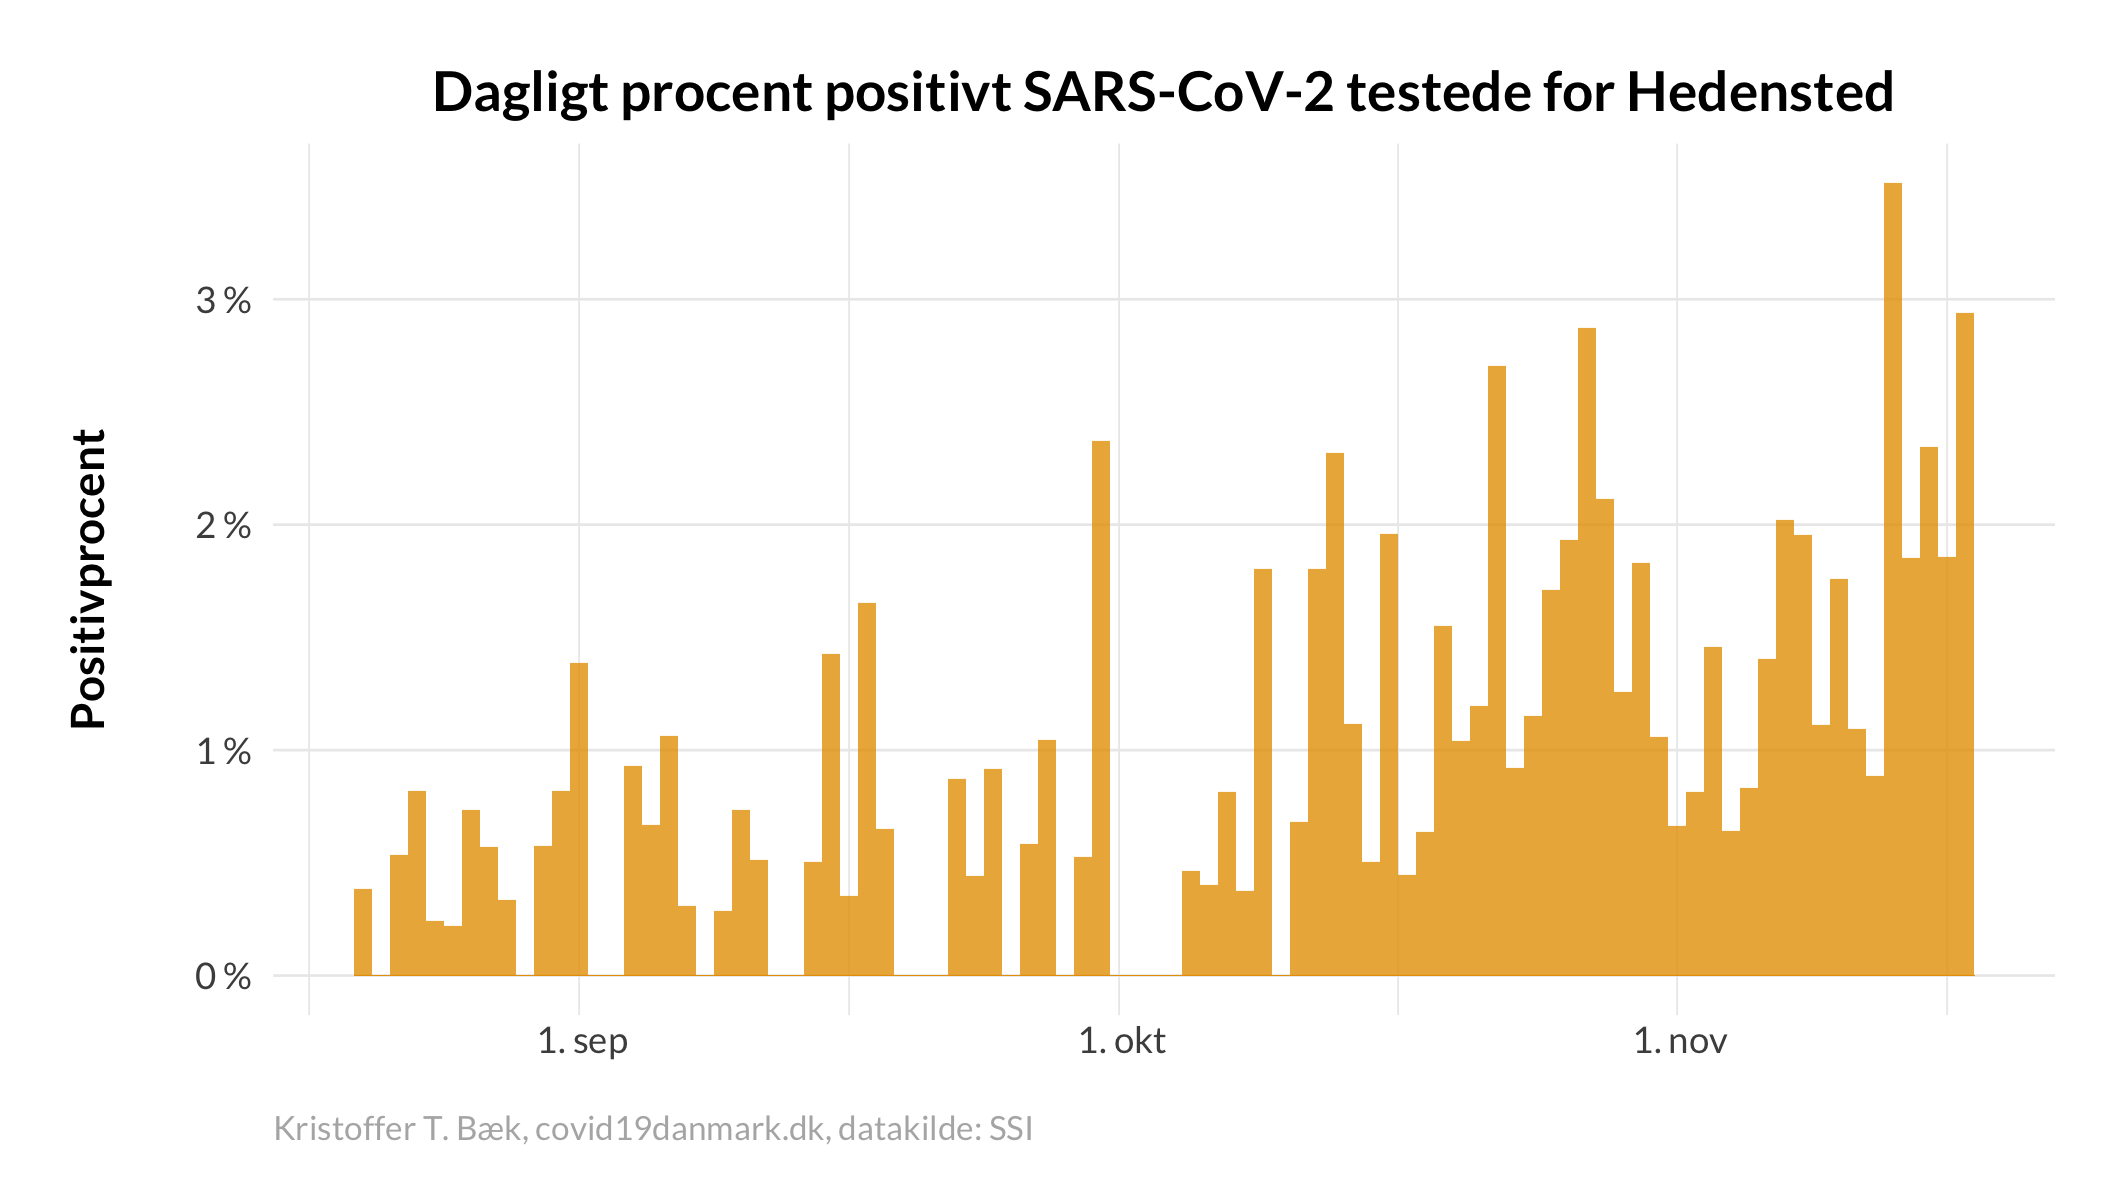 Dagligt procent positivt SARS-CoV-2 testede for Hedensted
Positivprocent
3 %
2 %
1 %
0 %
1. sep
1. okt
1. nov
Kristoffer T. Bæk, covid19danmark.dk, datakilde: SSI